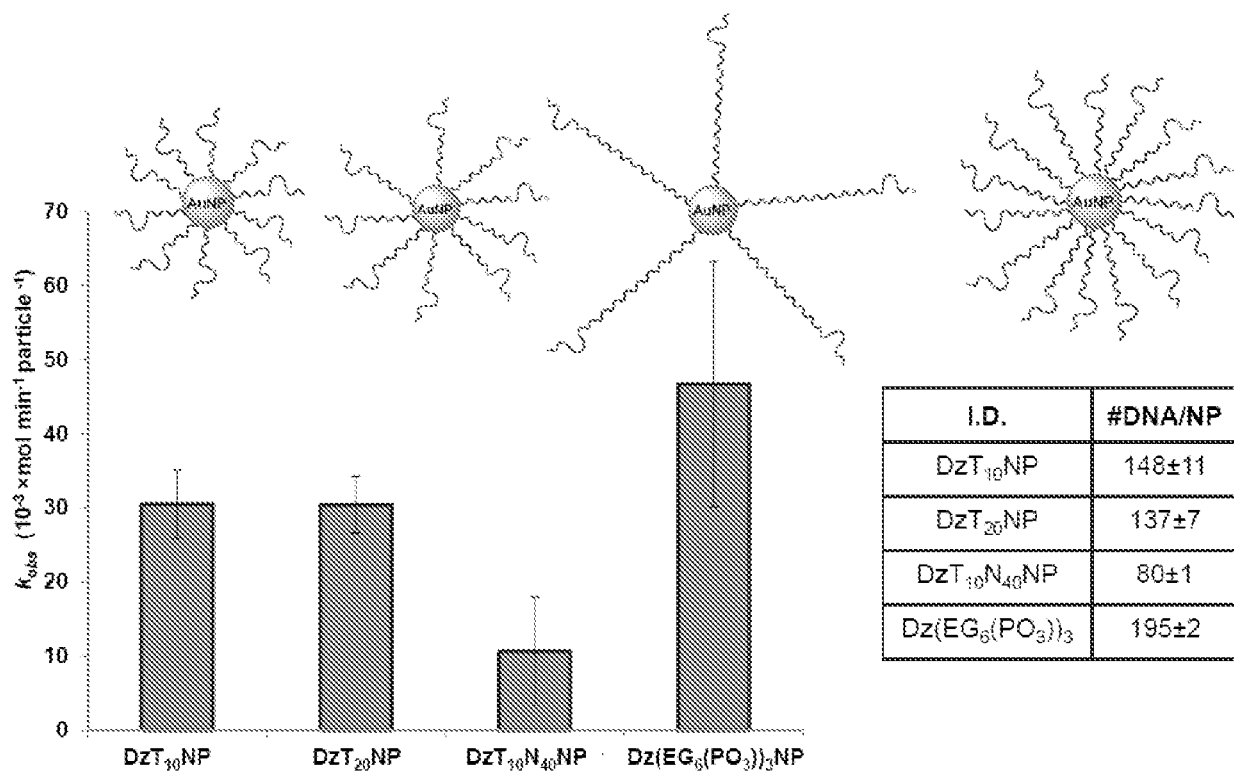 AuNP AuNP AuNP AuNP
k_obs (10⁻³ ×mol min⁻¹ particle⁻¹)
70
60
50
40
30
20
10
0
DzT₁₀NP DzT₂₀NP DzT₁₀N₄₀NP Dz(EG₆(PO₃))₃NP
I.D. #DNA/NP
DzT₁₀NP 148±11
DzT₂₀NP 137±7
DzT₁₀N₄₀NP 80±1
Dz(EG₆(PO₃))₃ 195±2